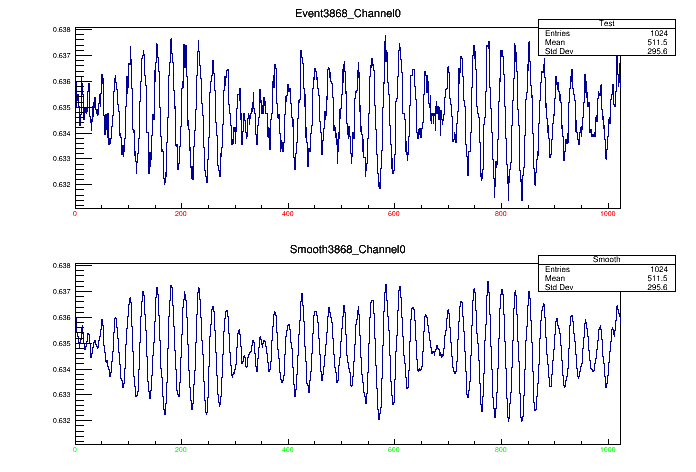 Event3868_Channel0
Test
Entries 1024
Mean 511.5
Std Dev 295.6
0.638
0.637
0.636
0.635
0.634
0.633
0.632
0 200 400 600 800 1000
Smooth3868_Channel0
Smooth
Entries 1024
Mean 511.5
Std Dev 295.6
0.638
0.637
0.636
0.635
0.634
0.633
0.632
0 200 400 600 800 1000